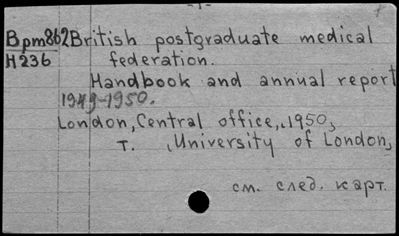 - 1 -
Bpm862 British postgraduate medical
H236 federation.
Handbook and annual report
1949-1950.
London, Central office, 1950,
т. , University of London,
см. след. карт.